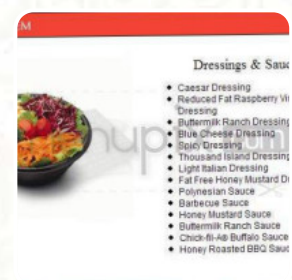 Dressings & Sauc
Caesar Dressing
Reduced Fat Raspberry Vi
Dressing
Buttermilk Ranch Dressing
Blue Cheese Dressing
Spicy Dressing
Thousand Island Dressing
Light Italian Dressing
Fat Free Honey Mustard D
Polynesian Sauce
Barbecue Sauce
Honey Mustard Sauce
Buttermilk Ranch Sauce
Chick-fil-A® Buffalo Sauce
Honey Roasted BBQ Sauc